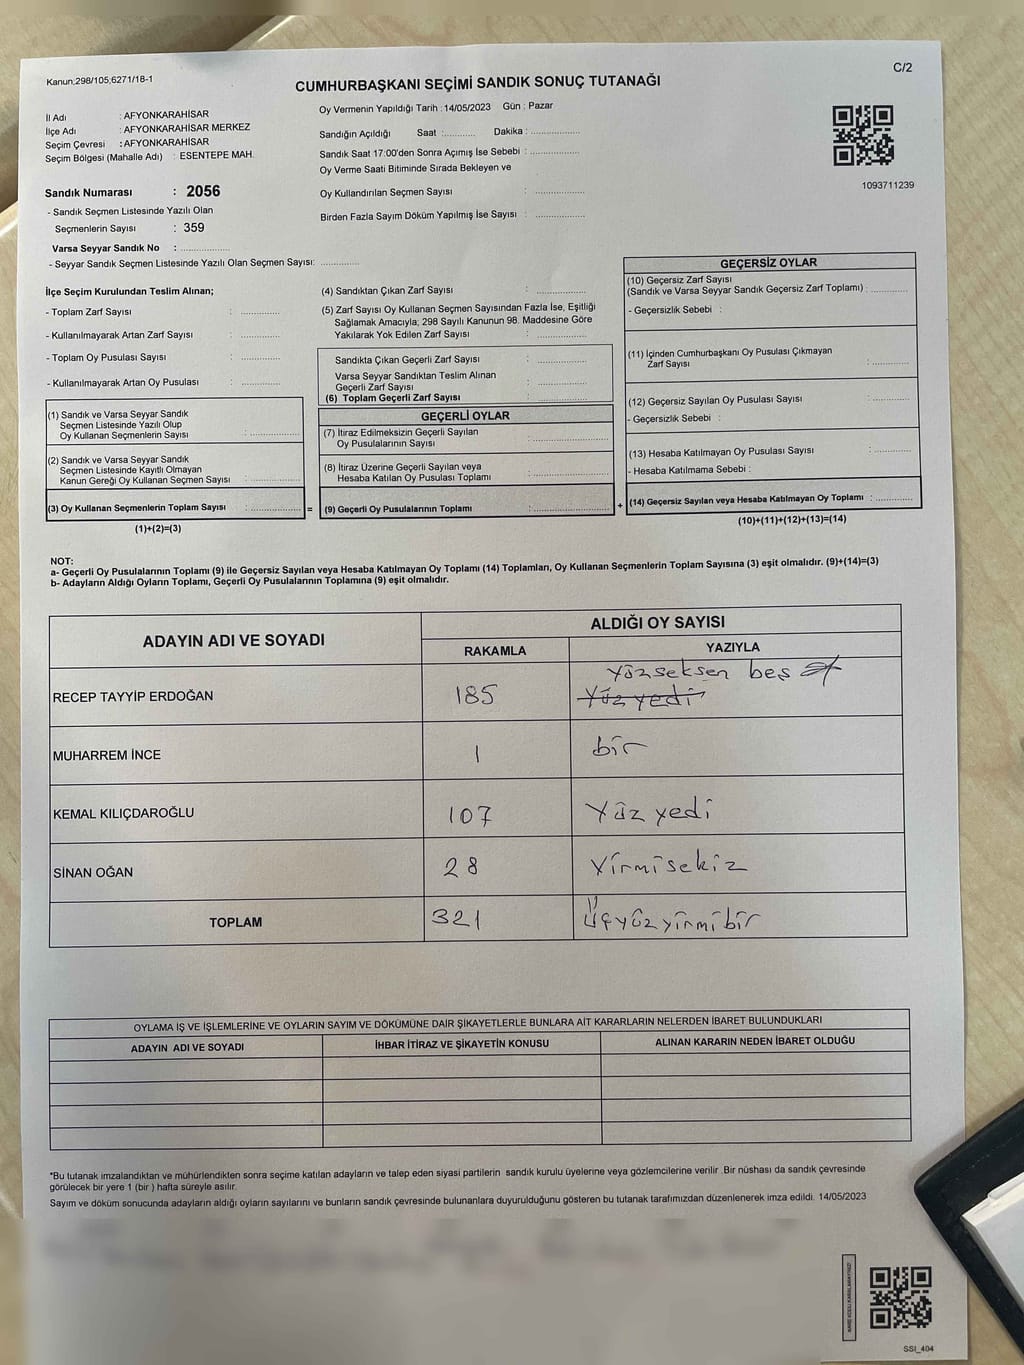 Kanun;298/105;6271/1B-1
C/2
CUMHURBAŞKANI SEÇİMİ SANDIK SONUÇ TUTANAĞI
İl Adı : AFYONKARAHİSAR
İlçe Adı : AFYONKARAHİSAR MERKEZ
Seçim Çevresi : AFYONKARAHİSAR
Seçim Bölgesi (Mahalle Adı) : ESENTEPE MAH.
Sandık Numarası : 2056
- Sandık Seçmen Listesinde Yazılı Olan
Seçmenlerin Sayısı : 359
Varsa Seyyar Sandık No : ....................
- Seyyar Sandık Seçmen Listesinde Yazılı Olan Seçmen Sayısı: ...............
Oy Vermenin Yapıldığı Tarih : 14/05/2023 Gün : Pazar
Sandığın Açıldığı Saat :............ Dakika : ...................
Sandık Saat 17:00'den Sonra Açımış İse Sebebi : ...................
Oy Verme Saati Bitiminde Sırada Bekleyen ve
Oy Kullandırılan Seçmen Sayısı : ...................
Birden Fazla Sayım Döküm Yapılmış İse Sayısı : ...................
1093711239
İlçe Seçim Kurulundan Teslim Alınan;
- Toplam Zarf Sayısı : ...............
- Kullanılmayarak Artan Zarf Sayısı : ...............
- Toplam Oy Pusulası Sayısı : ...............
- Kullanılmayarak Artan Oy Pusulası : ...............
(1) Sandık ve Varsa Seyyar Sandık
Seçmen Listesinde Yazılı Olup
Oy Kullanan Seçmenlerin Sayısı : ...................
(2) Sandık ve Varsa Seyyar Sandık
Seçmen Listesinde Kayıtlı Olmayan
Kanun Gereği Oy Kullanan Seçmen Sayısı : ...................
(3) Oy Kullanan Seçmenlerin Toplam Sayısı : ................... =
(1)+(2)=(3)
(4) Sandıktan Çıkan Zarf Sayısı : ...................
(5) Zarf Sayısı Oy Kullanan Seçmen Sayısından Fazla İse, Eşitliği
Sağlamak Amacıyla; 298 Sayılı Kanunun 98. Maddesine Göre
Yakılarak Yok Edilen Zarf Sayısı : ...................
Sandıkta Çıkan Geçerli Zarf Sayısı : ...................
Varsa Seyyar Sandıktan Teslim Alınan
Geçerli Zarf Sayısı : ...................
(6) Toplam Geçerli Zarf Sayısı : ...................
GEÇERLİ OYLAR
(7) İtiraz Edilmeksizin Geçerli Sayılan
Oy Pusulalarının Sayısı : ...................
(8) İtiraz Üzerine Geçerli Sayılan veya
Hesaba Katılan Oy Pusulası Toplamı : ...................
(9) Geçerli Oy Pusulalarının Toplamı : ................... +
GEÇERSİZ OYLAR
(10) Geçersiz Zarf Sayısı
(Sandık ve Varsa Seyyar Sandık Geçersiz Zarf Toplamı) : ...............
- Geçersizlik Sebebi :
(11) İçinden Cumhurbaşkanı Oy Pusulası Çıkmayan
Zarf Sayısı : ...............
(12) Geçersiz Sayılan Oy Pusulası Sayısı : ...............
- Geçersizlik Sebebi :
(13) Hesaba Katılmayan Oy Pusulası Sayısı : ...............
- Hesaba Katılmama Sebebi :
(14) Geçersiz Sayılan veya Hesaba Katılmayan Oy Toplamı : ...............
(10)+(11)+(12)+(13)=(14)
NOT:
a- Geçerli Oy Pusulalarının Toplamı (9) ile Geçersiz Sayılan veya Hesaba Katılmayan Oy Toplamı (14) Toplamları, Oy Kullanan Seçmenlerin Toplam Sayısına (3) eşit olmalıdır. (9)+(14)=(3)
b- Adayların Aldığı Oyların Toplamı, Geçerli Oy Pusulalarının Toplamına (9) eşit olmalıdır.
ADAYIN ADI VE SOYADI ALDIĞI OY SAYISI
RAKAMLA YAZIYLA
yüzseksen beş
RECEP TAYYİP ERDOĞAN 185 Yüz yedi
MUHARREM İNCE 1 bir
KEMAL KILIÇDAROĞLU 107 Yüz yedi
SİNAN OĞAN 28 Yirmisekiz
TOPLAM 321 Üçyüzyirmibir
OYLAMA İŞ VE İŞLEMLERİNE VE OYLARIN SAYIM VE DÖKÜMÜNE DAİR ŞİKAYETLERLE BUNLARA AİT KARARLARIN NELERDEN İBARET BULUNDUKLARI
ADAYIN ADI VE SOYADI İHBAR İTİRAZ VE ŞİKAYETİN KONUSU ALINAN KARARIN NEDEN İBARET OLDUĞU
*Bu tutanak imzalandıktan ve mühürlendikten sonra seçime katılan adayların ve talep eden siyasi partilerin sandık kurulu üyelerine veya gözlemcilerine verilir. Bir nüshası da sandık çevresinde
görülecek bir yere 1 (bir) hafta süreyle asılır.
Sayım ve döküm sonucunda adayların aldığı oyların sayılarını ve bunların sandık çevresinde bulunanlara duyurulduğunu gösteren bu tutanak tarafımızdan düzenlenerek imza edildi. 14/05/2023
SSI_404